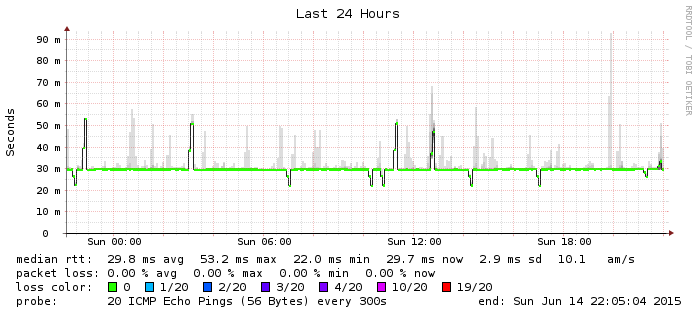 Last 24 Hours
RRDTOOL / TOBI OETIKER
Seconds
90 m
80 m
70 m
60 m
50 m
40 m
30 m
20 m
10 m
0
Sun 00:00 Sun 06:00 Sun 12:00 Sun 18:00
median rtt: 29.8 ms avg 53.2 ms max 22.0 ms min 29.7 ms now 2.9 ms sd 10.1 am/s
packet loss: 0.00 % avg 0.00 % max 0.00 % min 0.00 % now
loss color: 0 1/20 2/20 3/20 4/20 10/20 19/20
probe: 20 ICMP Echo Pings (56 Bytes) every 300s end: Sun Jun 14 22:05:04 2015